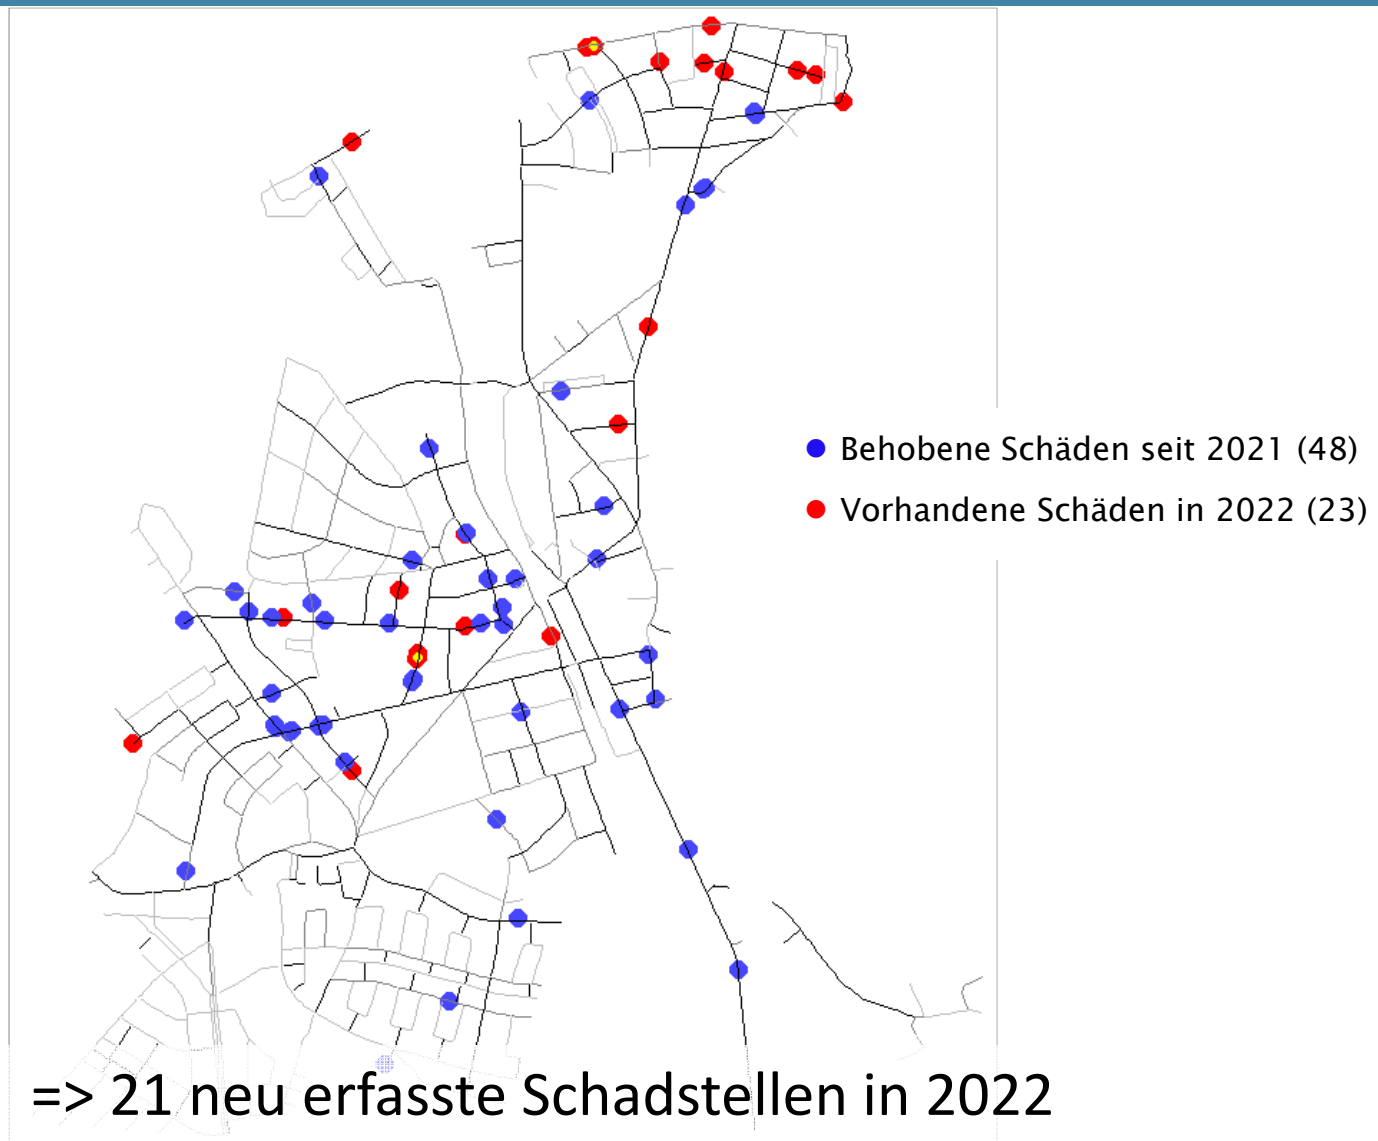 Behobene Schäden seit 2021 (48)
Vorhandene Schäden in 2022 (23)
=> 21 neu erfasste Schadstellen in 2022